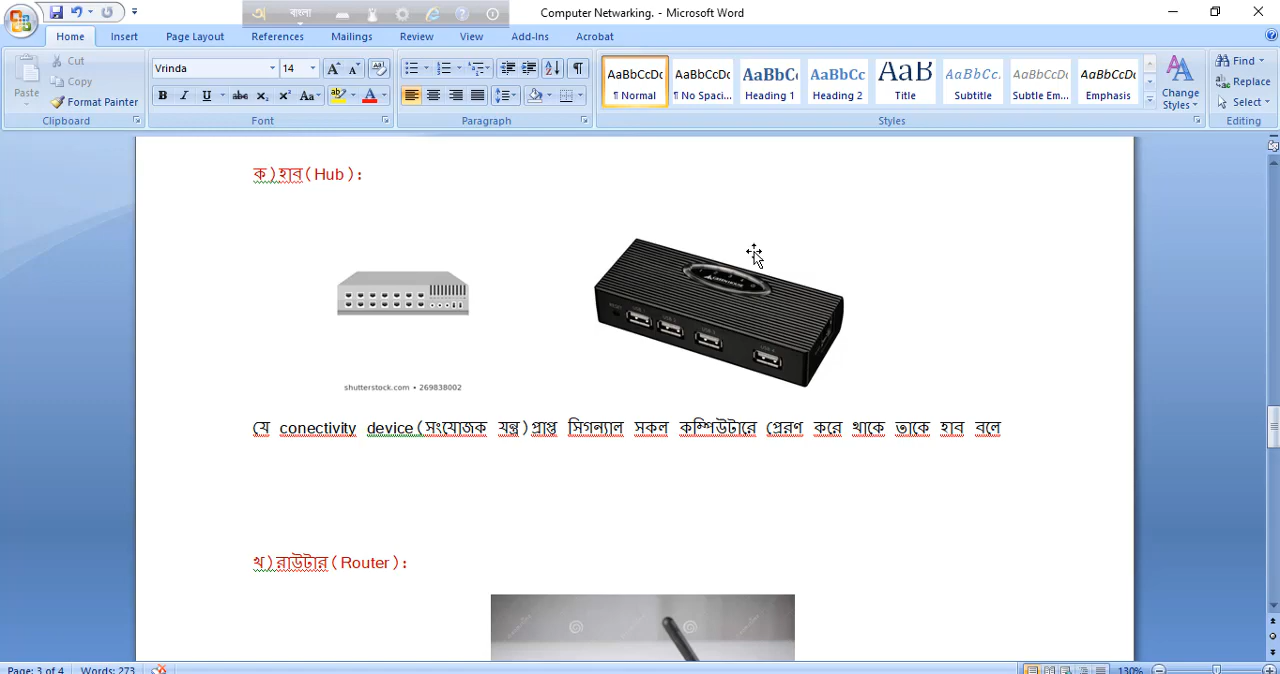 Computer Networking. - Microsoft Word
বাংলা
Home Insert Page Layout References Mailings Review View Add-Ins Acrobat
Paste
Cut
Copy
Format Painter
Clipboard
Vrinda 14
Font
Paragraph
AaBbCcDc AaBbCcDc AaBbC AaBbCc AaB AaBbCc. AaBbCcDc AaBbCcDc
¶ Normal ¶ No Spaci... Heading 1 Heading 2 Title Subtitle Subtle Em... Emphasis
Change Styles
Styles
Find
Replace
Select
Editing
ক)হাব(Hub):
shutterstock.com • 269838002
যে conectivity device(সংযোজক যন্ত্র)প্রাপ্ত সিগন্যাল সকল কম্পিউটারে প্রেরণ করে থাকে তাকে হাব বলে
খ)রাউটার(Router):
Page: 3 of 4 Words: 273 130%